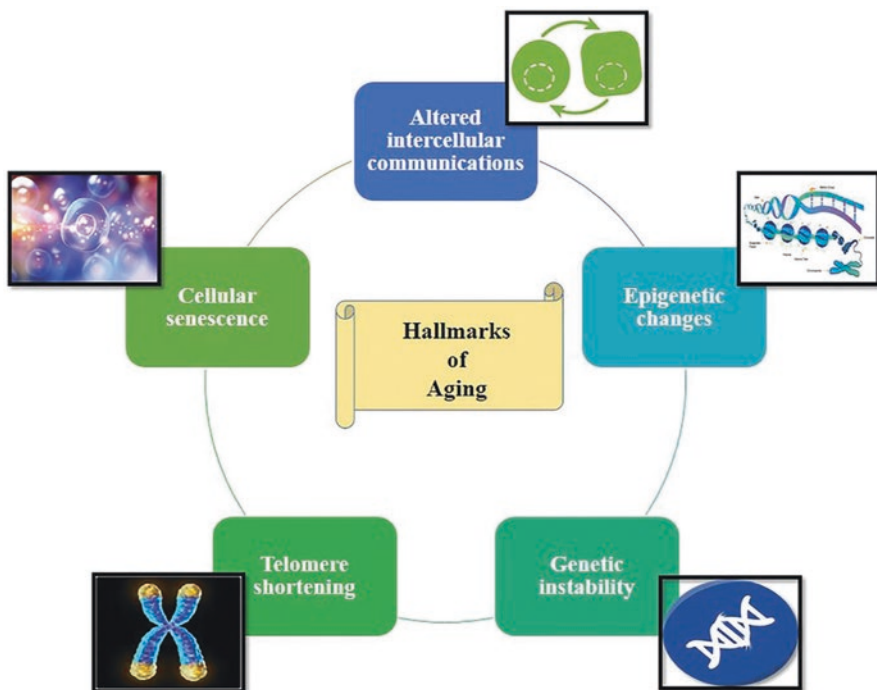 Altered
intercellular
communications
Epigenetic
changes
Cellular
senescence
Hallmarks
of
Aging
Telomere
shortening
Genetic
instability